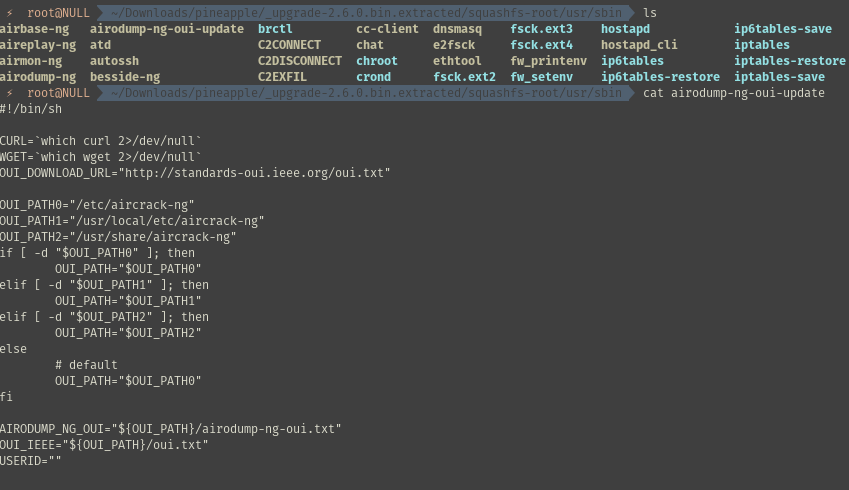 ⚡ root@NULL ~/Downloads/pineapple/_upgrade-2.6.0.bin.extracted/squashfs-root/usr/sbin ls
airbase-ng airodump-ng-oui-update brctl cc-client dnsmasq fsck.ext3 hostapd ip6tables-save
aireplay-ng atd C2CONNECT chat e2fsck fsck.ext4 hostapd_cli iptables
airmon-ng autossh C2DISCONNECT chroot ethtool fw_printenv ip6tables iptables-restore
airodump-ng besside-ng C2EXFIL crond fsck.ext2 fw_setenv ip6tables-restore iptables-save
⚡ root@NULL ~/Downloads/pineapple/_upgrade-2.6.0.bin.extracted/squashfs-root/usr/sbin cat airodump-ng-oui-update
#!/bin/sh
CURL=`which curl 2>/dev/null`
WGET=`which wget 2>/dev/null`
OUI_DOWNLOAD_URL="http://standards-oui.ieee.org/oui.txt"
OUI_PATH0="/etc/aircrack-ng"
OUI_PATH1="/usr/local/etc/aircrack-ng"
OUI_PATH2="/usr/share/aircrack-ng"
if [ -d "$OUI_PATH0" ]; then
OUI_PATH="$OUI_PATH0"
elif [ -d "$OUI_PATH1" ]; then
OUI_PATH="$OUI_PATH1"
elif [ -d "$OUI_PATH2" ]; then
OUI_PATH="$OUI_PATH2"
else
# default
OUI_PATH="$OUI_PATH0"
fi
AIRODUMP_NG_OUI="${OUI_PATH}/airodump-ng-oui.txt"
OUI_IEEE="${OUI_PATH}/oui.txt"
USERID=""